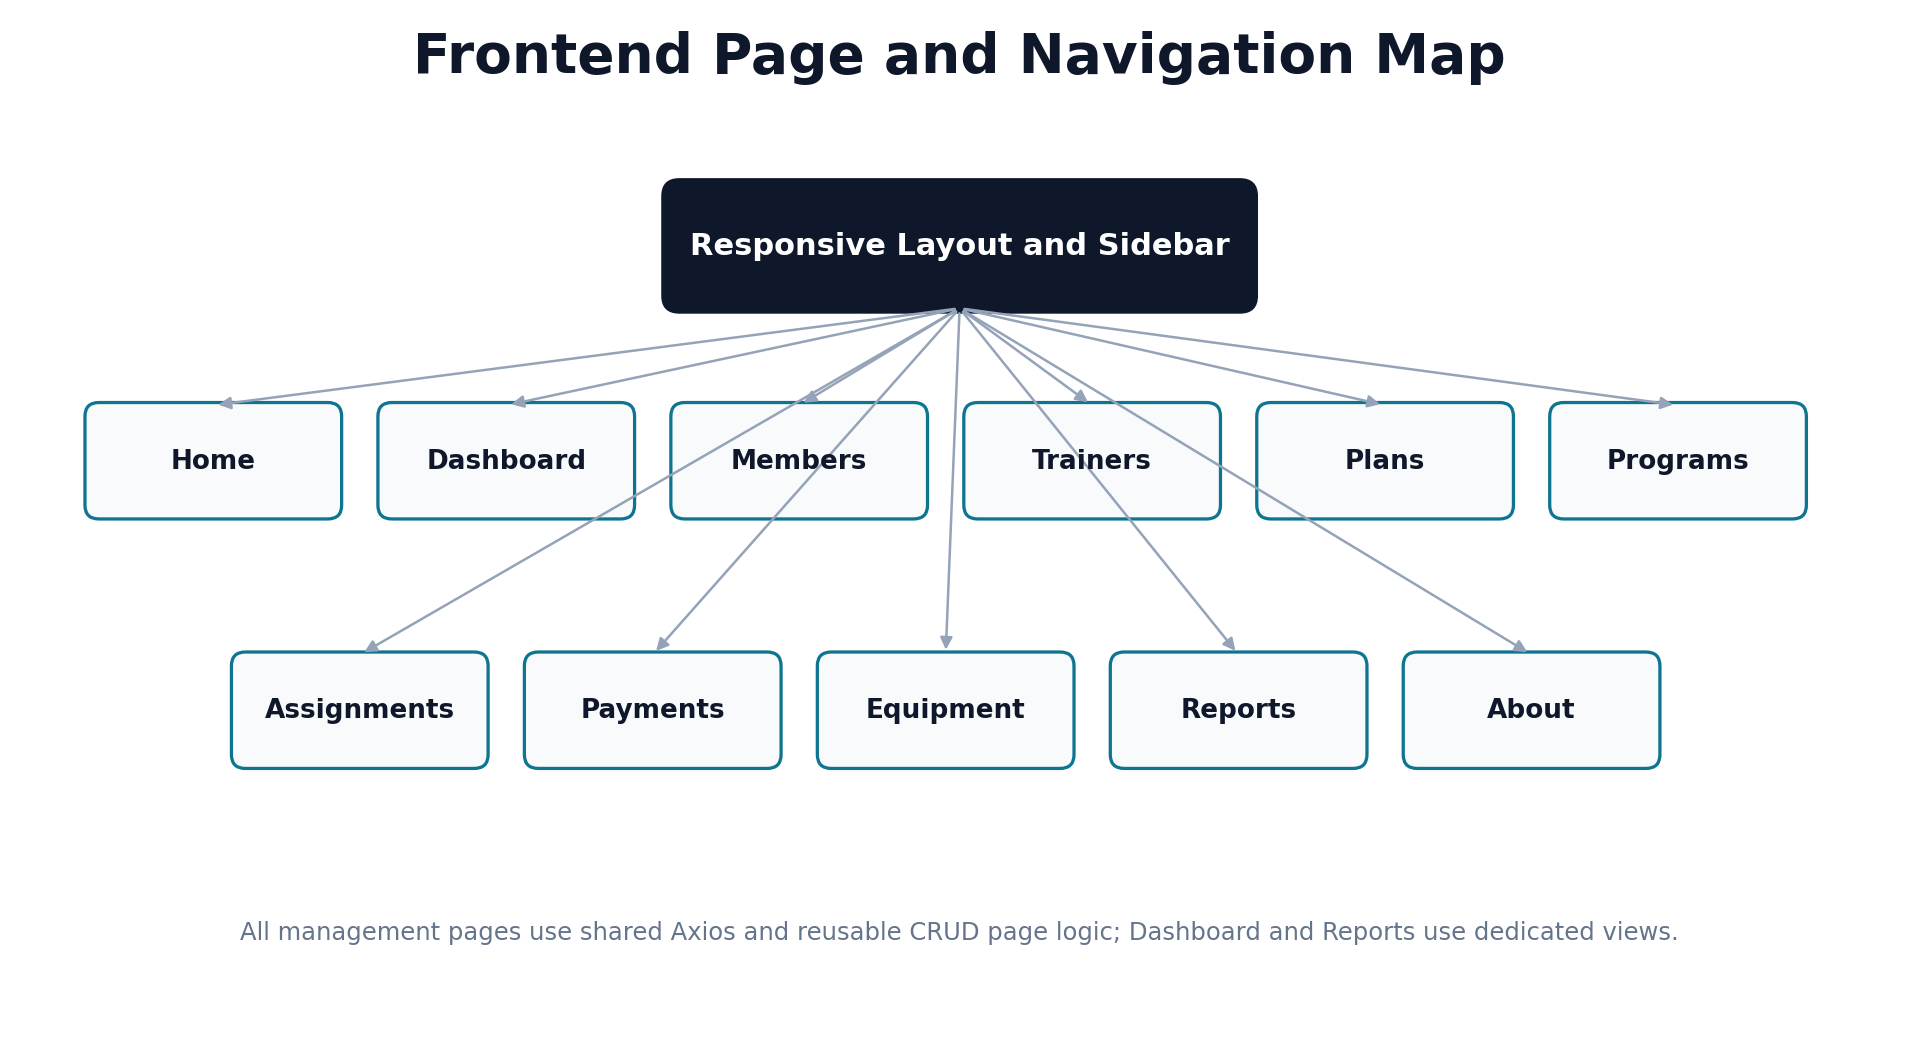 Frontend Page and Navigation Map
Responsive Layout and Sidebar
Home
Dashboard
Members
Trainers
Plans
Programs
Assignments
Payments
Equipment
Reports
About
All management pages use shared Axios and reusable CRUD page logic; Dashboard and Reports use dedicated views.